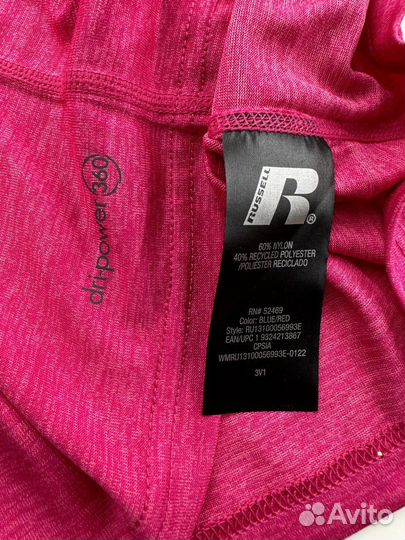 dri-power 360
RUSSELL
R®
60% NYLON
40% RECYCLED POLYESTER
/POLIÉSTER RECICLADO
RN# 52469
Color: BLUE/RED
Style: RU13100056993E
EAN/UPC 1 9324213867
CPSIA
WMRU13100056993E-0122
3V1
Avito